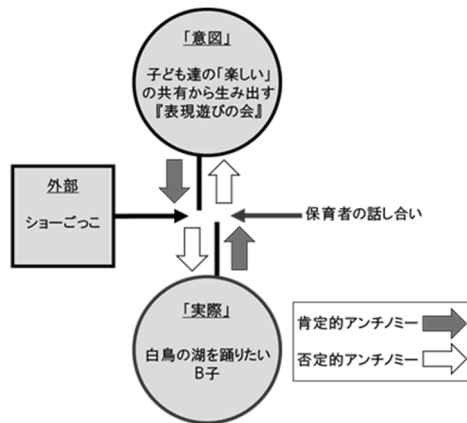 「意図」
子ども達の「楽しい」
の共有から生み出す
『表現遊びの会』
外部
ショーごっこ
保育者の話し合い
「実際」
白鳥の湖を踊りたい
B子
肯定的アンチノミー
否定的アンチノミー